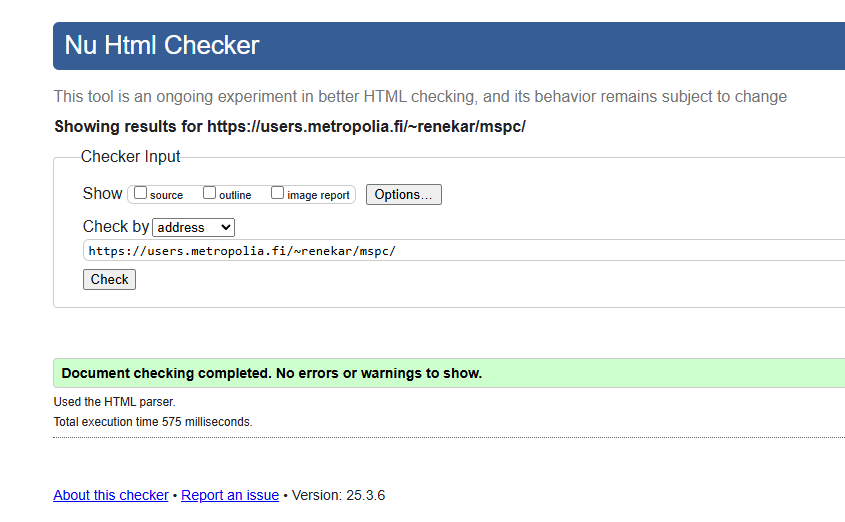 Nu Html Checker
This tool is an ongoing experiment in better HTML checking, and its behavior remains subject to change
Showing results for https://users.metropolia.fi/~renekar/mspc/
Checker Input
Show source outline image report Options...
Check by address
https://users.metropolia.fi/~renekar/mspc/
Check
Document checking completed. No errors or warnings to show.
Used the HTML parser.
Total execution time 575 milliseconds.
About this checker • Report an issue • Version: 25.3.6